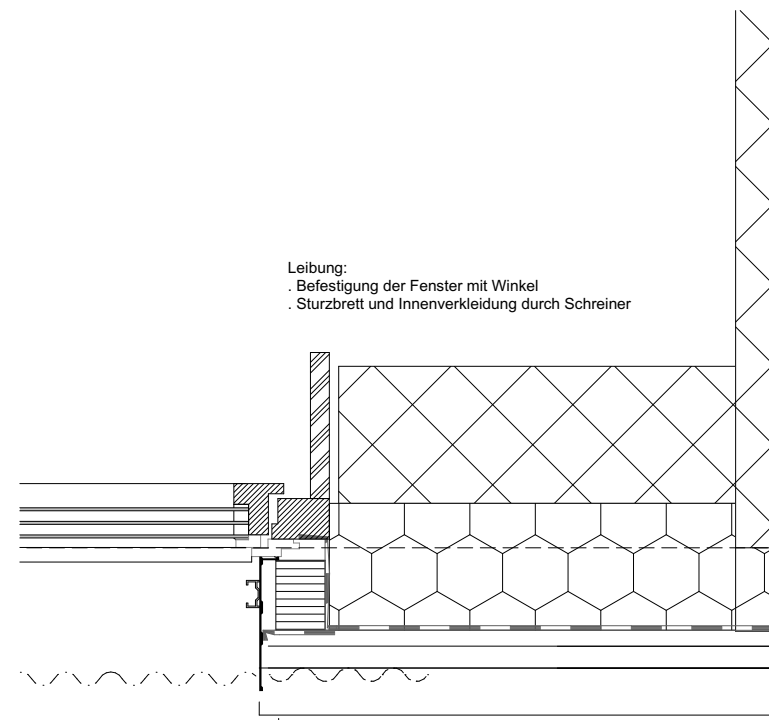 Leibung:
. Befestigung der Fenster mit Winkel
. Sturzbrett und Innenverkleidung durch Schreiner